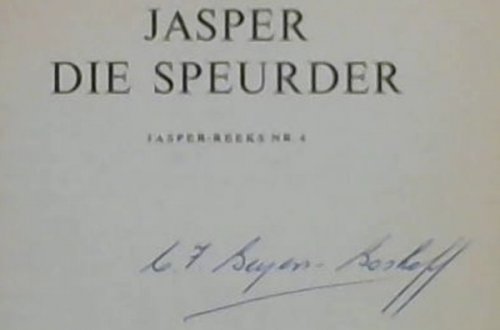 JASPER
DIE SPEURDER
JASPER-REEKS NR 4
C. F. Beyers-Boshoff